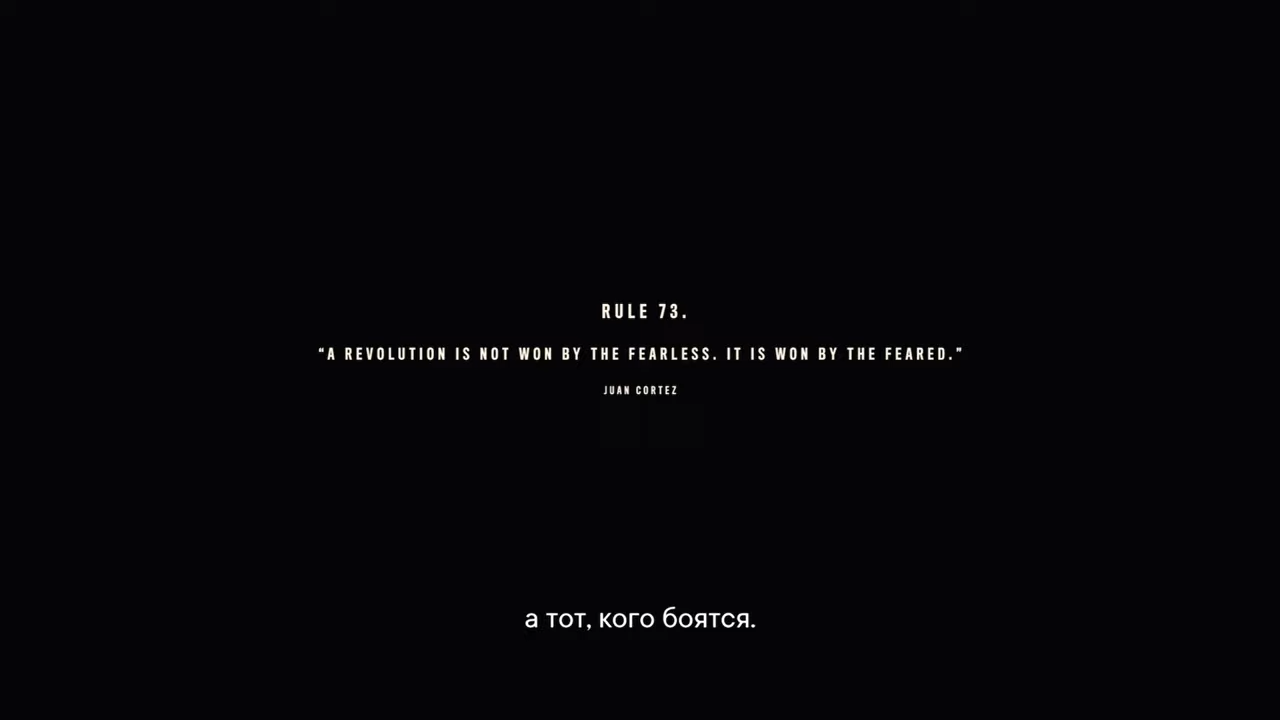 RULE 73.
“A REVOLUTION IS NOT WON BY THE FEARLESS. IT IS WON BY THE FEARED.”
JUAN CORTEZ
а тот, кого боятся.